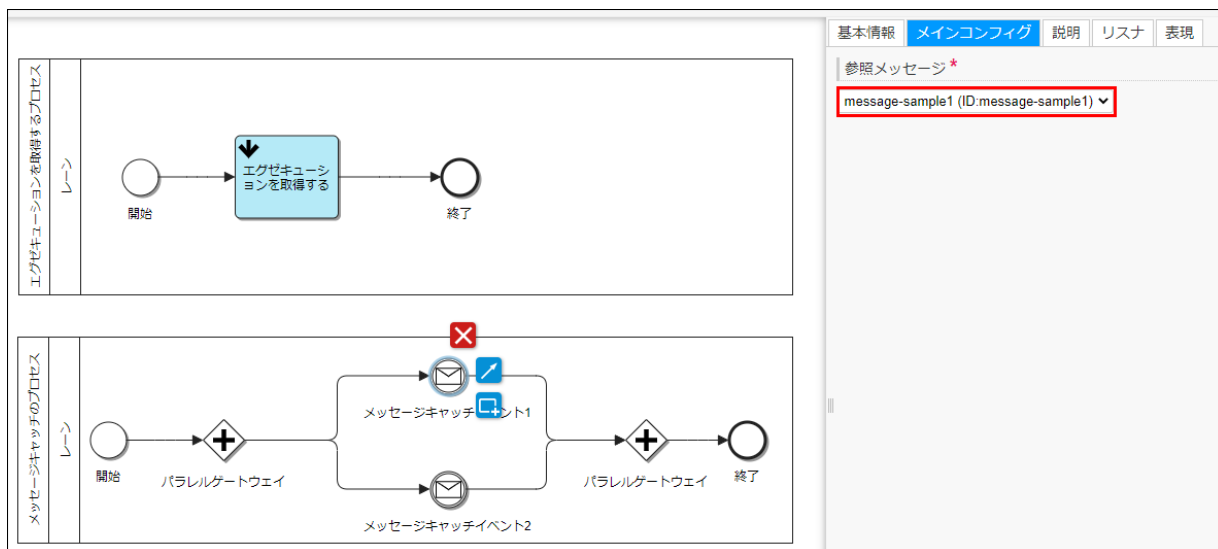 基本情報
メインコンフィグ
説明
リスナ
表現
参照メッセージ*
message-sample1 (ID:message-sample1)
エグゼキューションを取得するプロセス
レーン
開始
エグゼキューシ
ョンを取得する
終了
メッセージキャッチのプロセス
レーン
開始
パラレルゲートウェイ
メッセージキャッチ
ント1
メッセージキャッチイベント2
パラレルゲートウェイ
終了